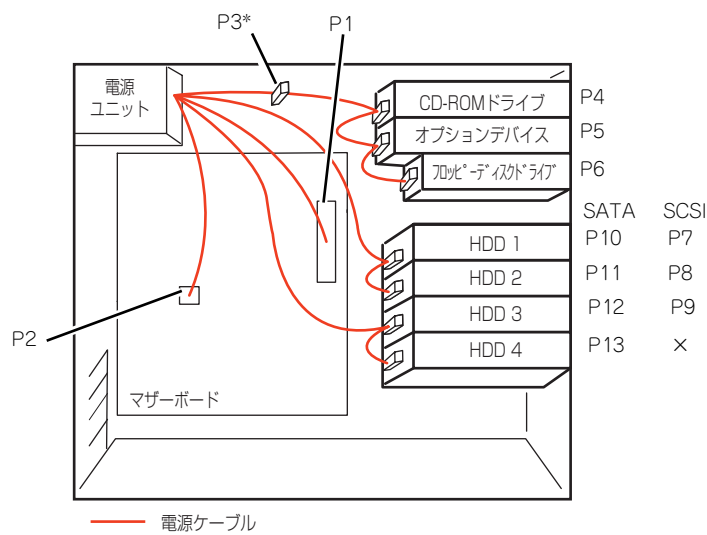 P3*
P1
電源
ユニット
CD-ROMドライブ
P4
オプションデバイス
P5
フロッピーディスクドライブ
P6
SATA SCSI
HDD 1
P10 P7
HDD 2
P11 P8
HDD 3
P12 P9
HDD 4
P13 ×
P2
マザーボード
電源ケーブル